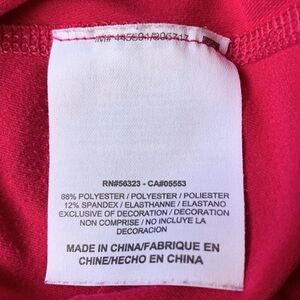 RN#56323 - CA#05553
88% POLYESTER / POLYESTER / POLIESTER
12% SPANDEX / ELASTHANNE / ELASTANO
EXCLUSIVE OF DECORATION / DECORATION
NON COMPRISE / NO INCLUYE LA
DECORACION
MADE IN CHINA/FABRIQUE EN
CHINE/HECHO EN CHINA